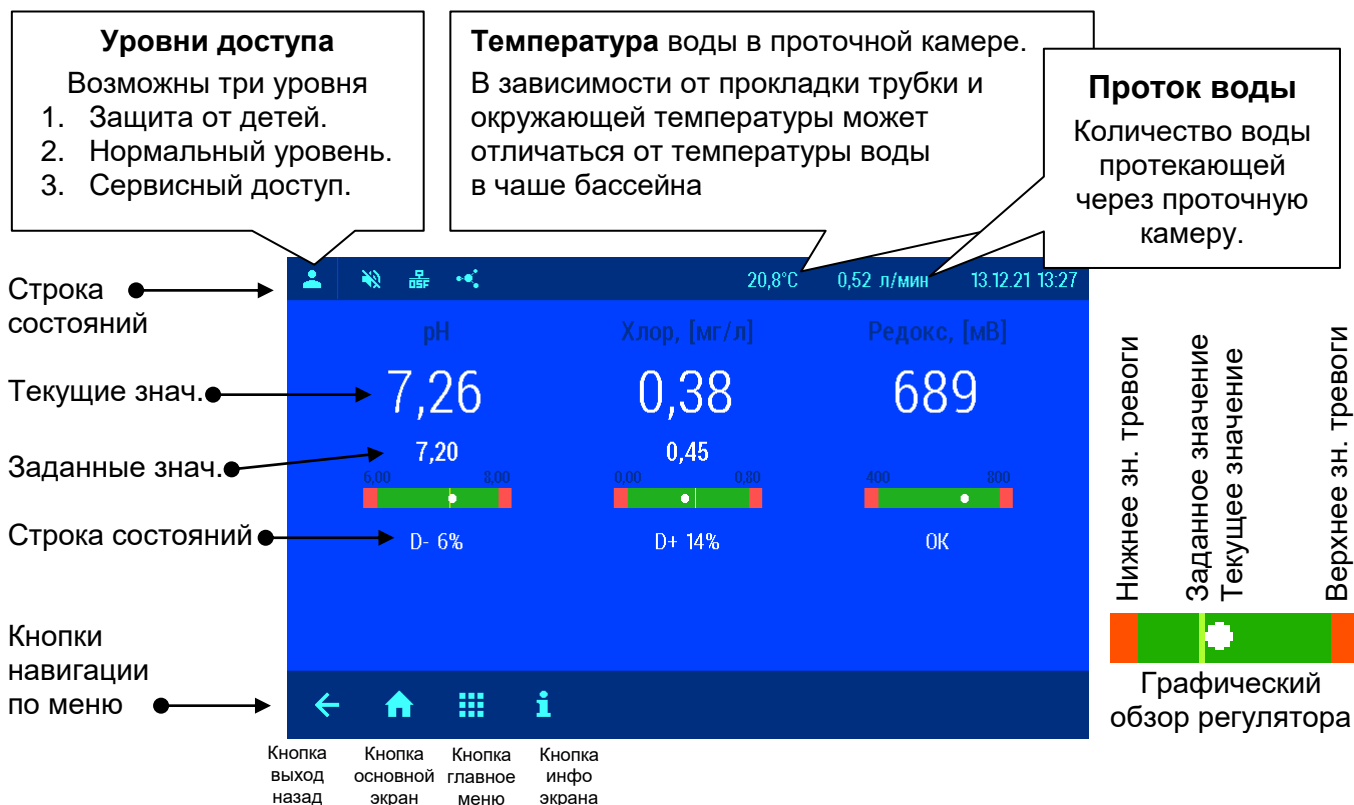 Уровни доступа
Возможны три уровня
1. Защита от детей.
2. Нормальный уровень.
3. Сервисный доступ.
Температура воды в проточной камере.
В зависимости от прокладки трубки и
окружающей температуры может
отличаться от температуры воды
в чаше бассейна
Проток воды
Количество воды
протекающей
через проточную
камеру.
Строка
состояний
OSF
20,8°C
0,52 л/мин
13.12.21 13:27
pH
Хлор, [мг/л]
Редокс, [мВ]
Текущие знач.
7,26
0,38
689
Заданные знач.
7,20
0,45
6,00
8,00
0,00
0,80
400
800
Строка состояний
D- 6%
D+ 14%
OK
Кнопки
навигации
по меню
Кнопка
выход
назад
Кнопка
основной
экран
Кнопка
главное
меню
Кнопка
инфо
экрана
Нижнее зн. тревоги
Заданное значение
Текущее значение
Верхнее зн. тревоги
Графический
обзор регулятора